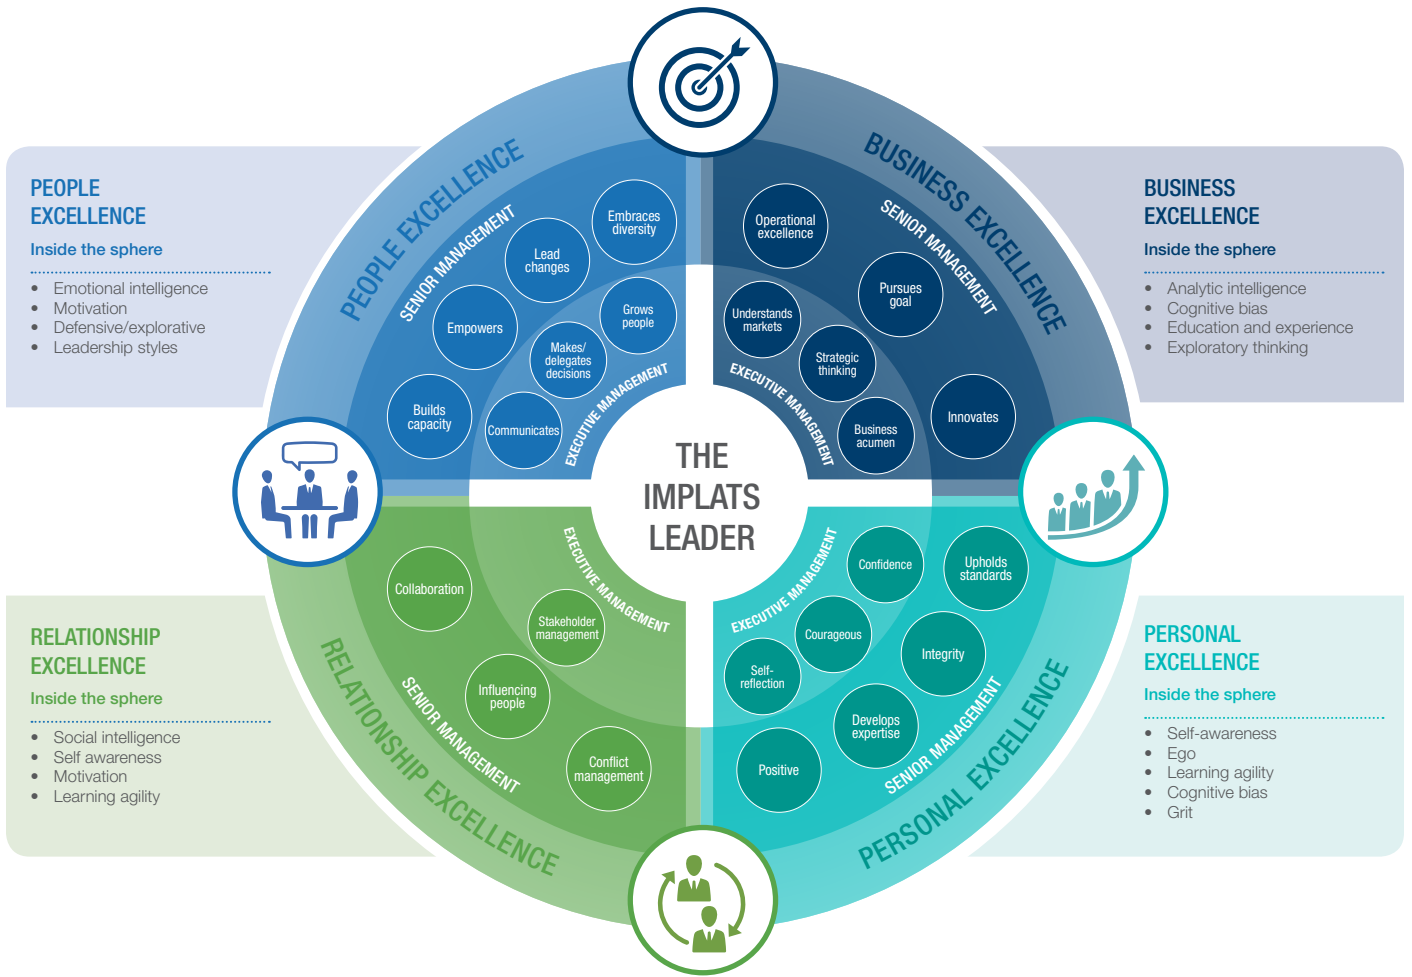 PEOPLE
EXCELLENCE
Inside the sphere
• Emotional intelligence
• Motivation
• Defensive/explorative
• Leadership styles
BUSINESS
EXCELLENCE
Inside the sphere
• Analytic intelligence
• Cognitive bias
• Education and experience
• Exploratory thinking
RELATIONSHIP
EXCELLENCE
Inside the sphere
• Social intelligence
• Self awareness
• Motivation
• Learning agility
PERSONAL
EXCELLENCE
Inside the sphere
• Self-awareness
• Ego
• Learning agility
• Cognitive bias
• Grit
THE
IMPLATS
LEADER
PEOPLE EXCELLENCE
SENIOR MANAGEMENT
Embraces
diversity
Lead
changes
Empowers
Builds
capacity
Grows
people
Makes/
delegates
decisions
Communicates
EXECUTIVE MANAGEMENT
BUSINESS EXCELLENCE
SENIOR MANAGEMENT
Operational
excellence
Pursues
goal
Innovates
Understands
markets
Strategic
thinking
Business
acumen
EXECUTIVE MANAGEMENT
RELATIONSHIP EXCELLENCE
SENIOR MANAGEMENT
Collaboration
Influencing
people
Conflict
management
Stakeholder
management
EXECUTIVE MANAGEMENT
PERSONAL EXCELLENCE
SENIOR MANAGEMENT
Upholds
standards
Integrity
Develops
expertise
Positive
Confidence
Courageous
Self-
reflection
EXECUTIVE MANAGEMENT